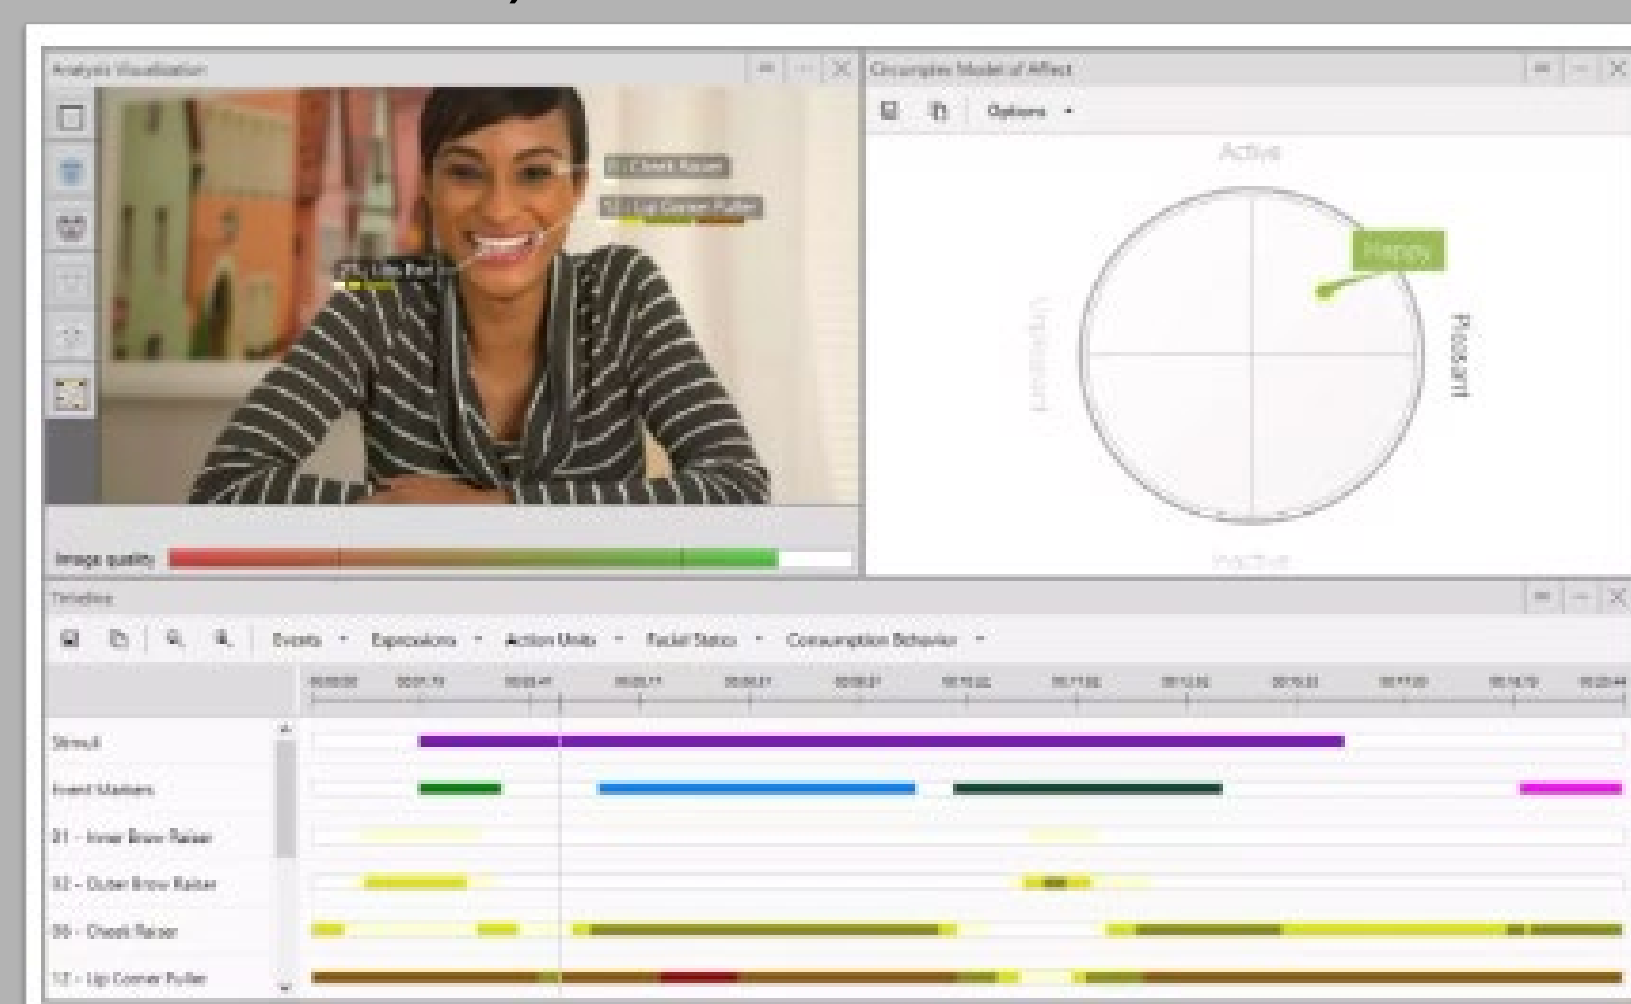 Analysis Visualization
Circumplex Model of Affect
Options
Active
6 - Cheek Raiser
12 - Lip Corner Puller
Happy
25 - Lips Part
Unpleasant
Pleasant
Inactive
Image quality
Timeline
Events Expressions Action Units Facial States Consumption Behavior
Stimuli
Event Markers
01 - Inner Brow Raiser
02 - Outer Brow Raiser
06 - Cheek Raiser
12 - Lip Corner Puller